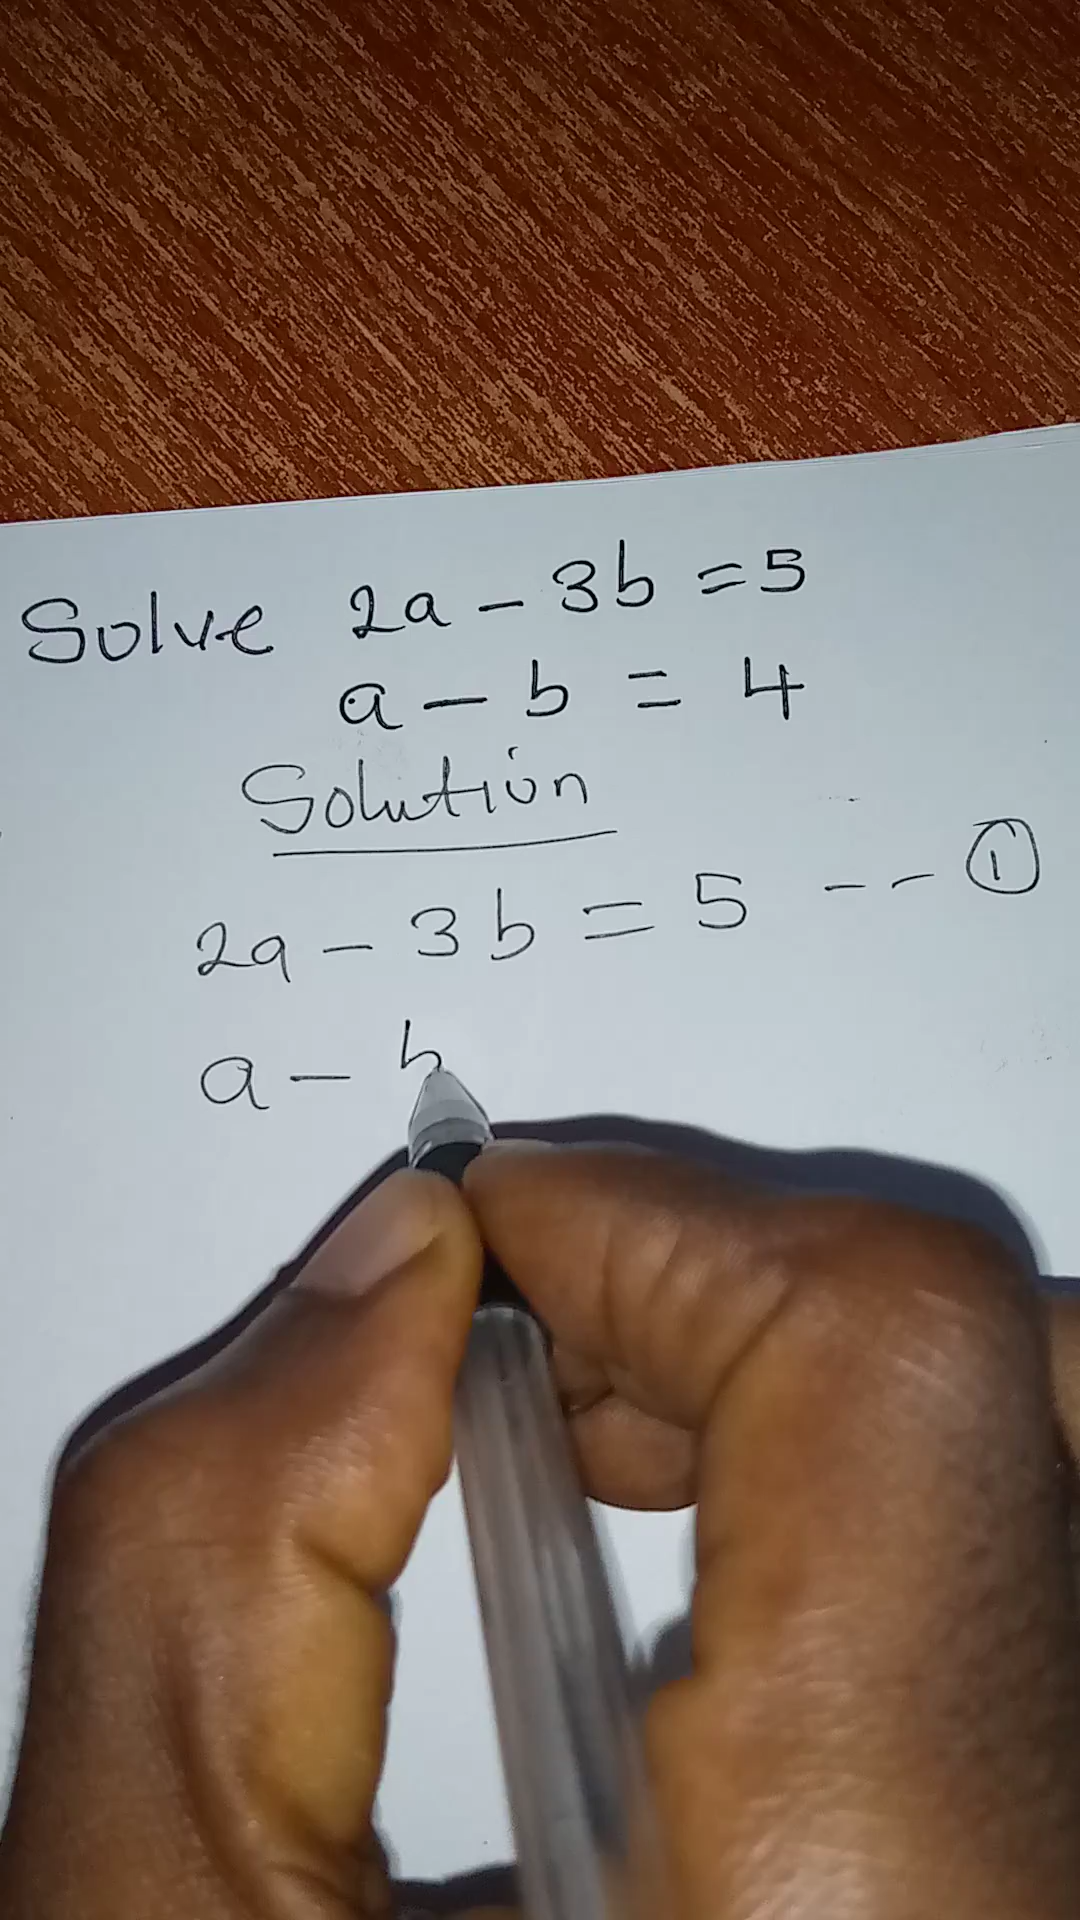 Solve 2a - 3b = 5
a - b = 4
Solution
2a - 3b = 5 -- ①
a - b